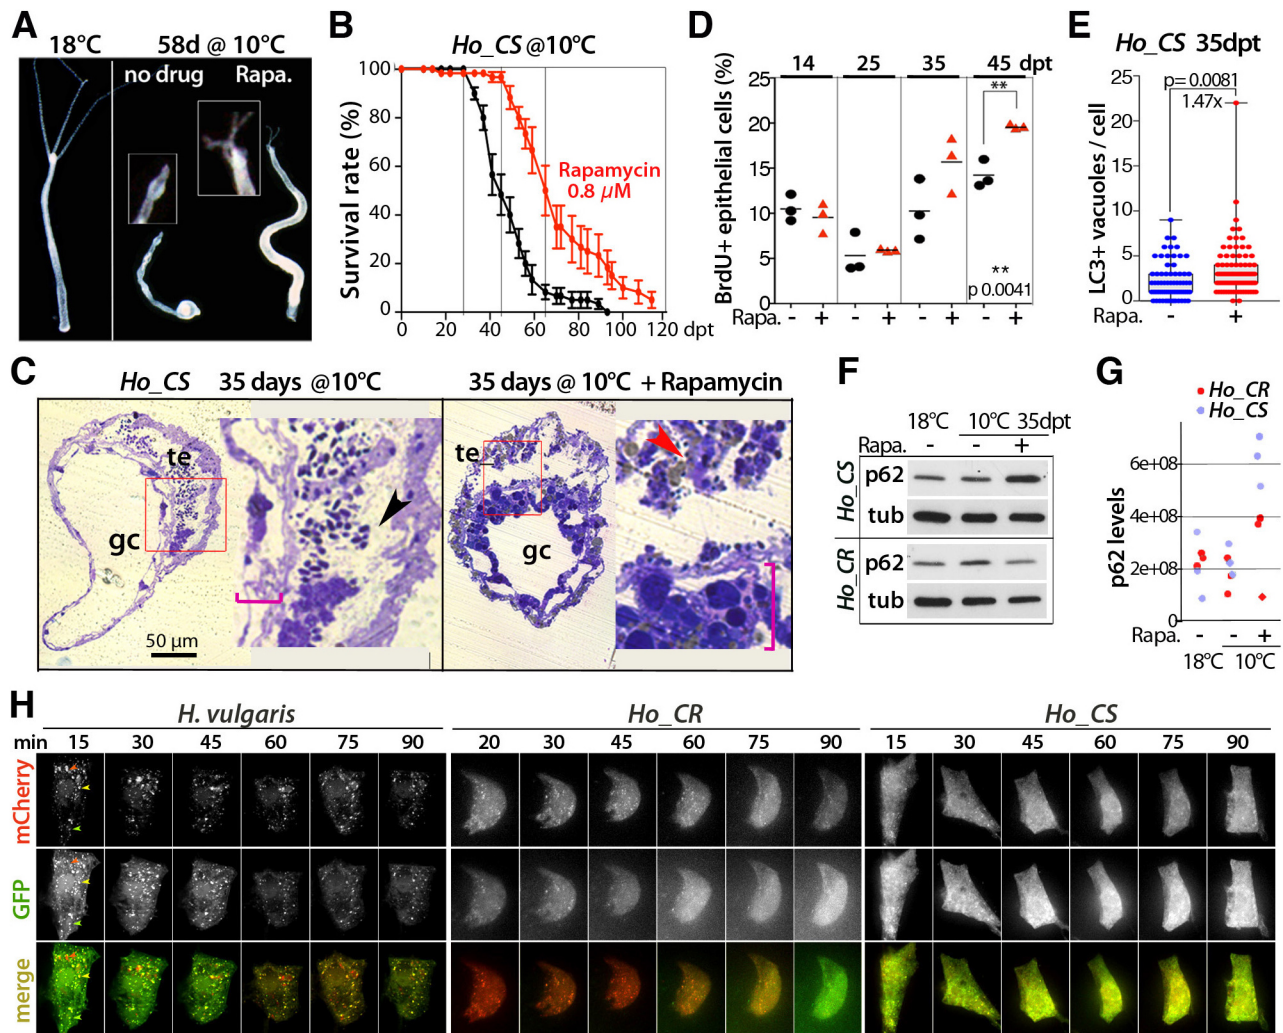 A
18°C
58d @ 10°C
no drug
Rapa.
B
Ho_CS @10°C
Survival rate (%)
100
80
60
40
20
0
Rapamycin
0.8 µM
0 20 40 60 80 100 120 dpt
D
14 25 35 45 dpt
BrdU+ epithelial cells (%)
25
20
15
10
5
0
**
**
p 0.0041
Rapa. - + - + - + - +
E
Ho_CS 35dpt
LC3+ vacuoles / cell
25
20
15
10
5
0
p= 0.0081
1.47x
Rapa. - +
C
Ho_CS 35 days @10°C
35 days @ 10°C + Rapamycin
te
gc
50 µm
te
gc
F
18°C 10°C 35dpt
Rapa. - - +
Ho_CS
p62
tub
Ho_CR
p62
tub
G
Ho_CR
Ho_CS
p62 levels
6e+08
4e+08
2e+08
0
Rapa. - - +
18°C 10°C
H
H. vulgaris
Ho_CR
Ho_CS
min 15 30 45 60 75 90
20 30 45 60 75 90
15 30 45 60 75 90
mCherry
GFP
merge